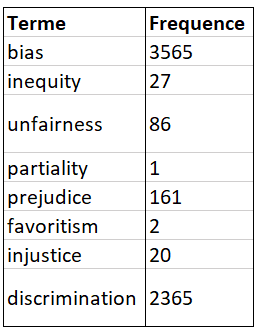 Terme Frequence
bias 3565
inequity 27
unfairness 86
partiality 1
prejudice 161
favoritism 2
injustice 20
discrimination 2365